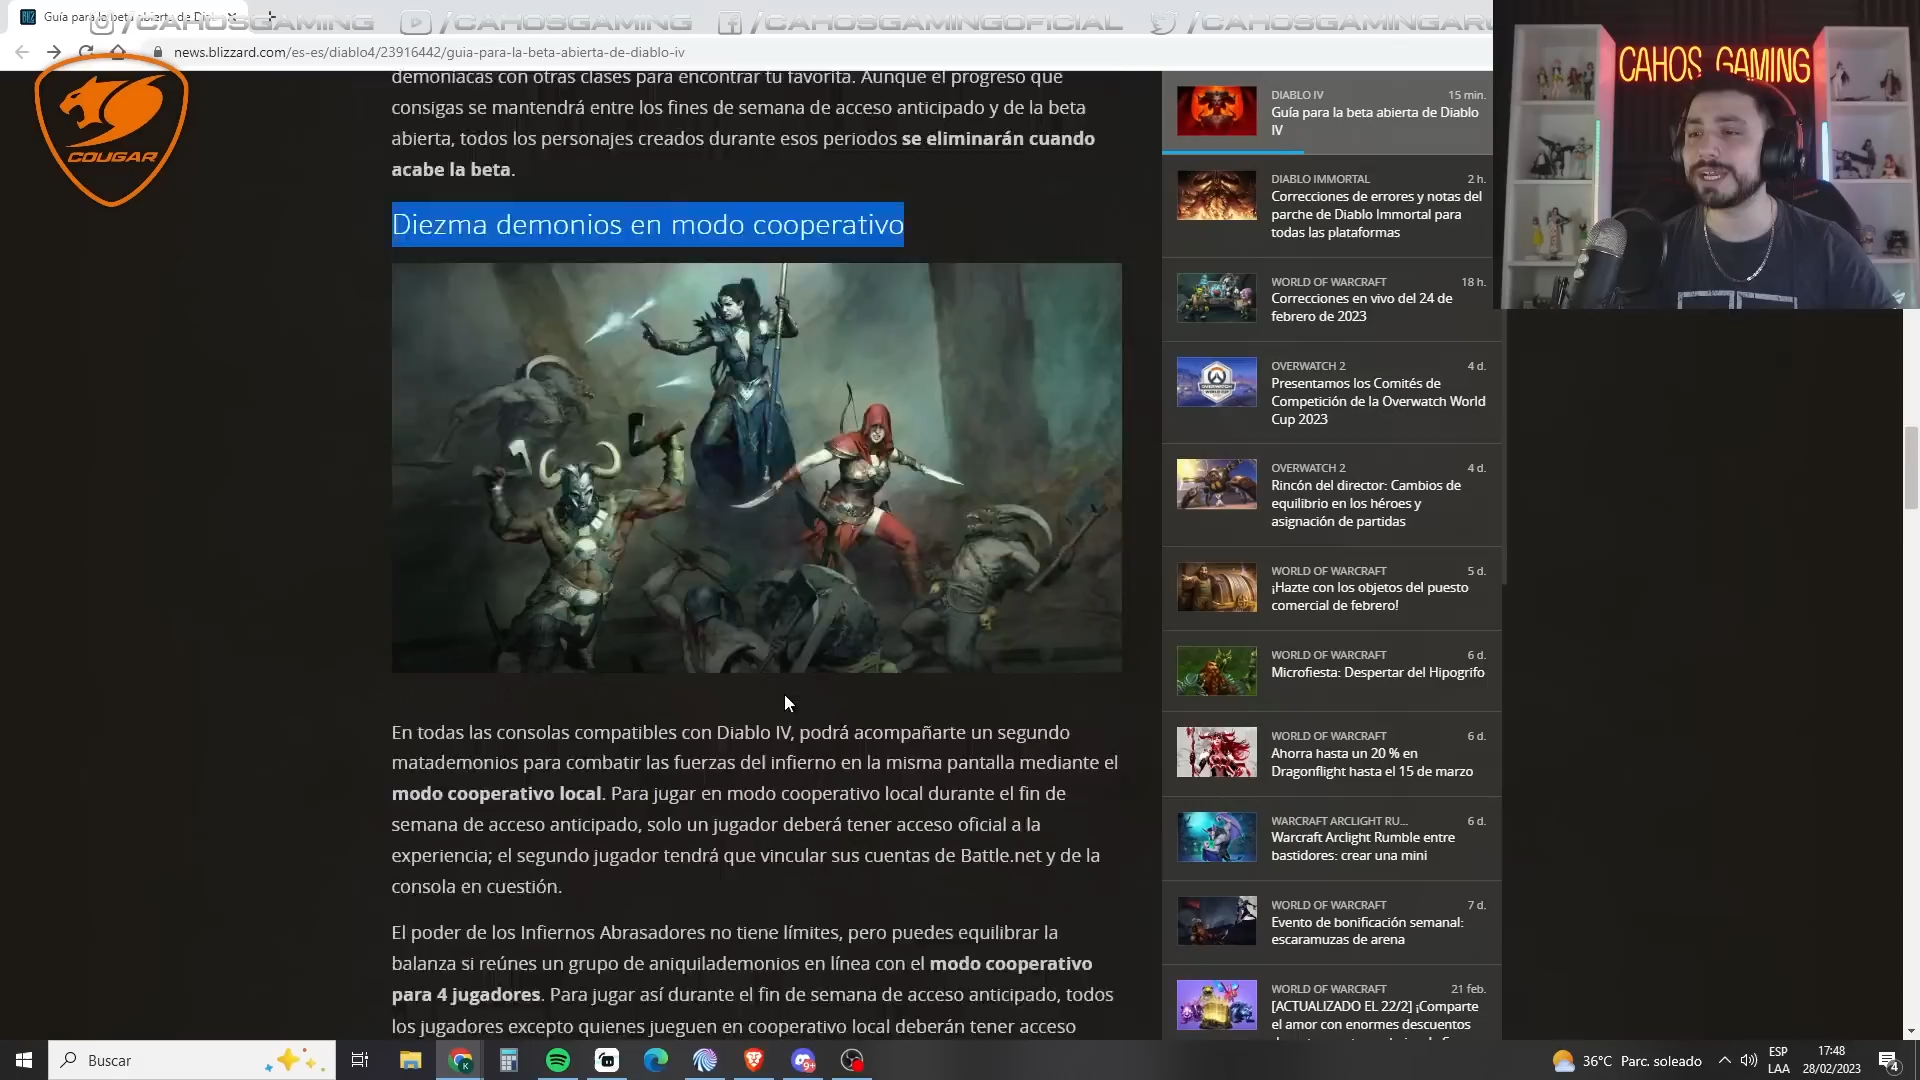 Guía para la beta abierta de Diab
/CAHOSGAMING
/CAHOSGAMING
/CAHOSGAMINGOFICIAL
/CAHOSGAMINGARG
news.blizzard.com/es-es/diablo4/23916442/guia-para-la-beta-abierta-de-diablo-iv
COUGAR
CAHOS GAMING
demoníacas con otras clases para encontrar tu favorita. Aunque el progreso que
consigas se mantendrá entre los fines de semana de acceso anticipado y de la beta
abierta, todos los personajes creados durante esos periodos se eliminarán cuando
acabe la beta.
Diezma demonios en modo cooperativo
En todas las consolas compatibles con Diablo IV, podrá acompañarte un segundo
matademonios para combatir las fuerzas del infierno en la misma pantalla mediante el
modo cooperativo local. Para jugar en modo cooperativo local durante el fin de
semana de acceso anticipado, solo un jugador deberá tener acceso oficial a la
experiencia; el segundo jugador tendrá que vincular sus cuentas de Battle.net y de la
consola en cuestión.
El poder de los Infiernos Abrasadores no tiene límites, pero puedes equilibrar la
balanza si reúnes un grupo de aniquilademonios en línea con el modo cooperativo
para 4 jugadores. Para jugar así durante el fin de semana de acceso anticipado, todos
los jugadores excepto quienes jueguen en cooperativo local deberán tener acceso
DIABLO IV 15 min.
Guía para la beta abierta de Diablo
IV
DIABLO IMMORTAL 2 h.
Correcciones de errores y notas del
parche de Diablo Immortal para
todas las plataformas
WORLD OF WARCRAFT 18 h.
Correcciones en vivo del 24 de
febrero de 2023
OVERWATCH 2 4 d.
Presentamos los Comités de
Competición de la Overwatch World
Cup 2023
OVERWATCH 2 4 d.
Rincón del director: Cambios de
equilibrio en los héroes y
asignación de partidas
WORLD OF WARCRAFT 5 d.
¡Hazte con los objetos del puesto
comercial de febrero!
WORLD OF WARCRAFT 6 d.
Microfiesta: Despertar del Hipogrifo
WORLD OF WARCRAFT 6 d.
Ahorra hasta un 20 % en
Dragonflight hasta el 15 de marzo
WARCRAFT ARCLIGHT RU... 6 d.
Warcraft Arclight Rumble entre
bastidores: crear una mini
WORLD OF WARCRAFT 7 d.
Evento de bonificación semanal:
escaramuzas de arena
WORLD OF WARCRAFT 21 feb.
[ACTUALIZADO EL 22/2] ¡Comparte
el amor con enormes descuentos
Buscar
36°C Parc. soleado
ESP
LAA
17:48
28/02/2023